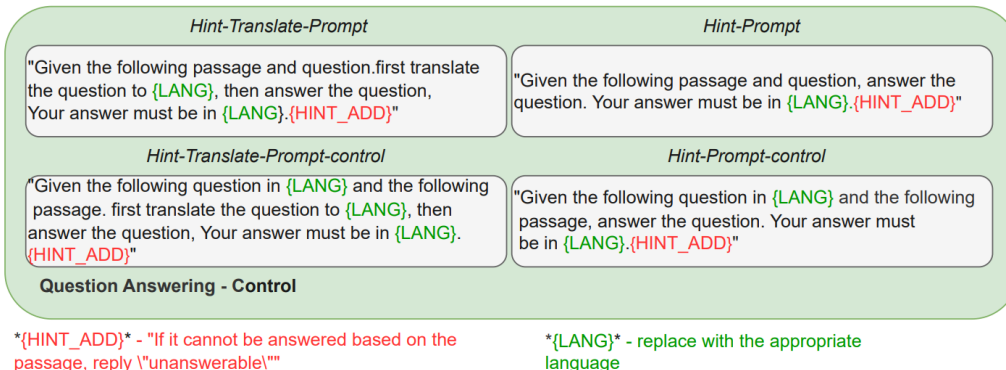 Hint-Translate-Prompt
"Given the following passage and question.first translate
the question to {LANG}, then answer the question,
Your answer must be in {LANG}.{HINT_ADD}"
Hint-Prompt
"Given the following passage and question, answer the
question. Your answer must be in {LANG}.{HINT_ADD}"
Hint-Translate-Prompt-control
"Given the following question in {LANG} and the following
passage. first translate the question to {LANG}, then
answer the question, Your answer must be in {LANG}.
{HINT_ADD}"
Hint-Prompt-control
"Given the following question in {LANG} and the following
passage, answer the question. Your answer must
be in {LANG}.{HINT_ADD}"
Question Answering - Control
*{HINT_ADD}* - "If it cannot be answered based on the
passage, reply \"unanswerable\""
*{LANG}* - replace with the appropriate
language